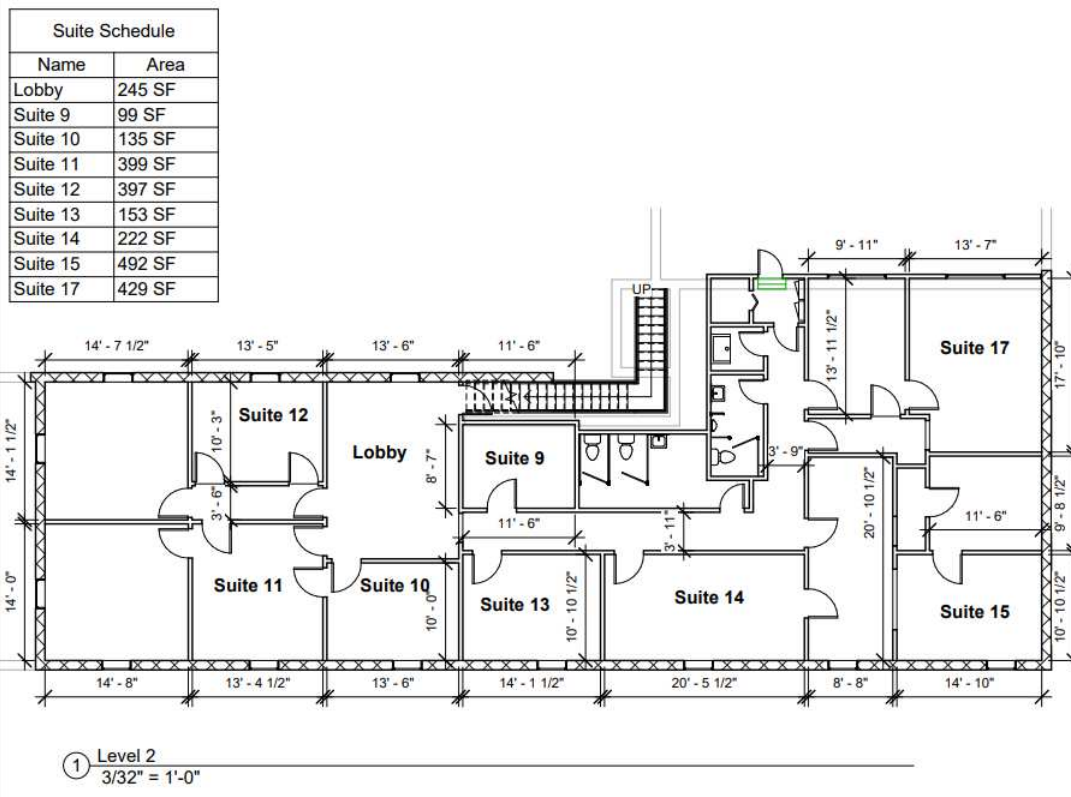 Suite Schedule
Name Area
Lobby 245 SF
Suite 9 99 SF
Suite 10 135 SF
Suite 11 399 SF
Suite 12 397 SF
Suite 13 153 SF
Suite 14 222 SF
Suite 15 492 SF
Suite 17 429 SF
9' - 11" 13' - 7"
UP
14' - 7 1/2" 13' - 5" 13' - 6" 11' - 6"
13' - 11 1/2"
Suite 17
17' - 10"
Suite 12
10' - 3"
14' - 1 1/2"
Lobby
8' - 7"
Suite 9
3' - 9"
3' - 6"
11' - 6"
3' - 11"
20' - 10 1/2"
11' - 6"
9' - 8 1/2"
14' - 0"
Suite 11
Suite 10
10' - 0"
Suite 13
10' - 10 1/2"
Suite 14
Suite 15
10' - 10 1/2"
14' - 8" 13' - 4 1/2" 13' - 6" 14' - 1 1/2" 20' - 5 1/2" 8' - 8" 14' - 10"
1 Level 2
3/32" = 1'-0"